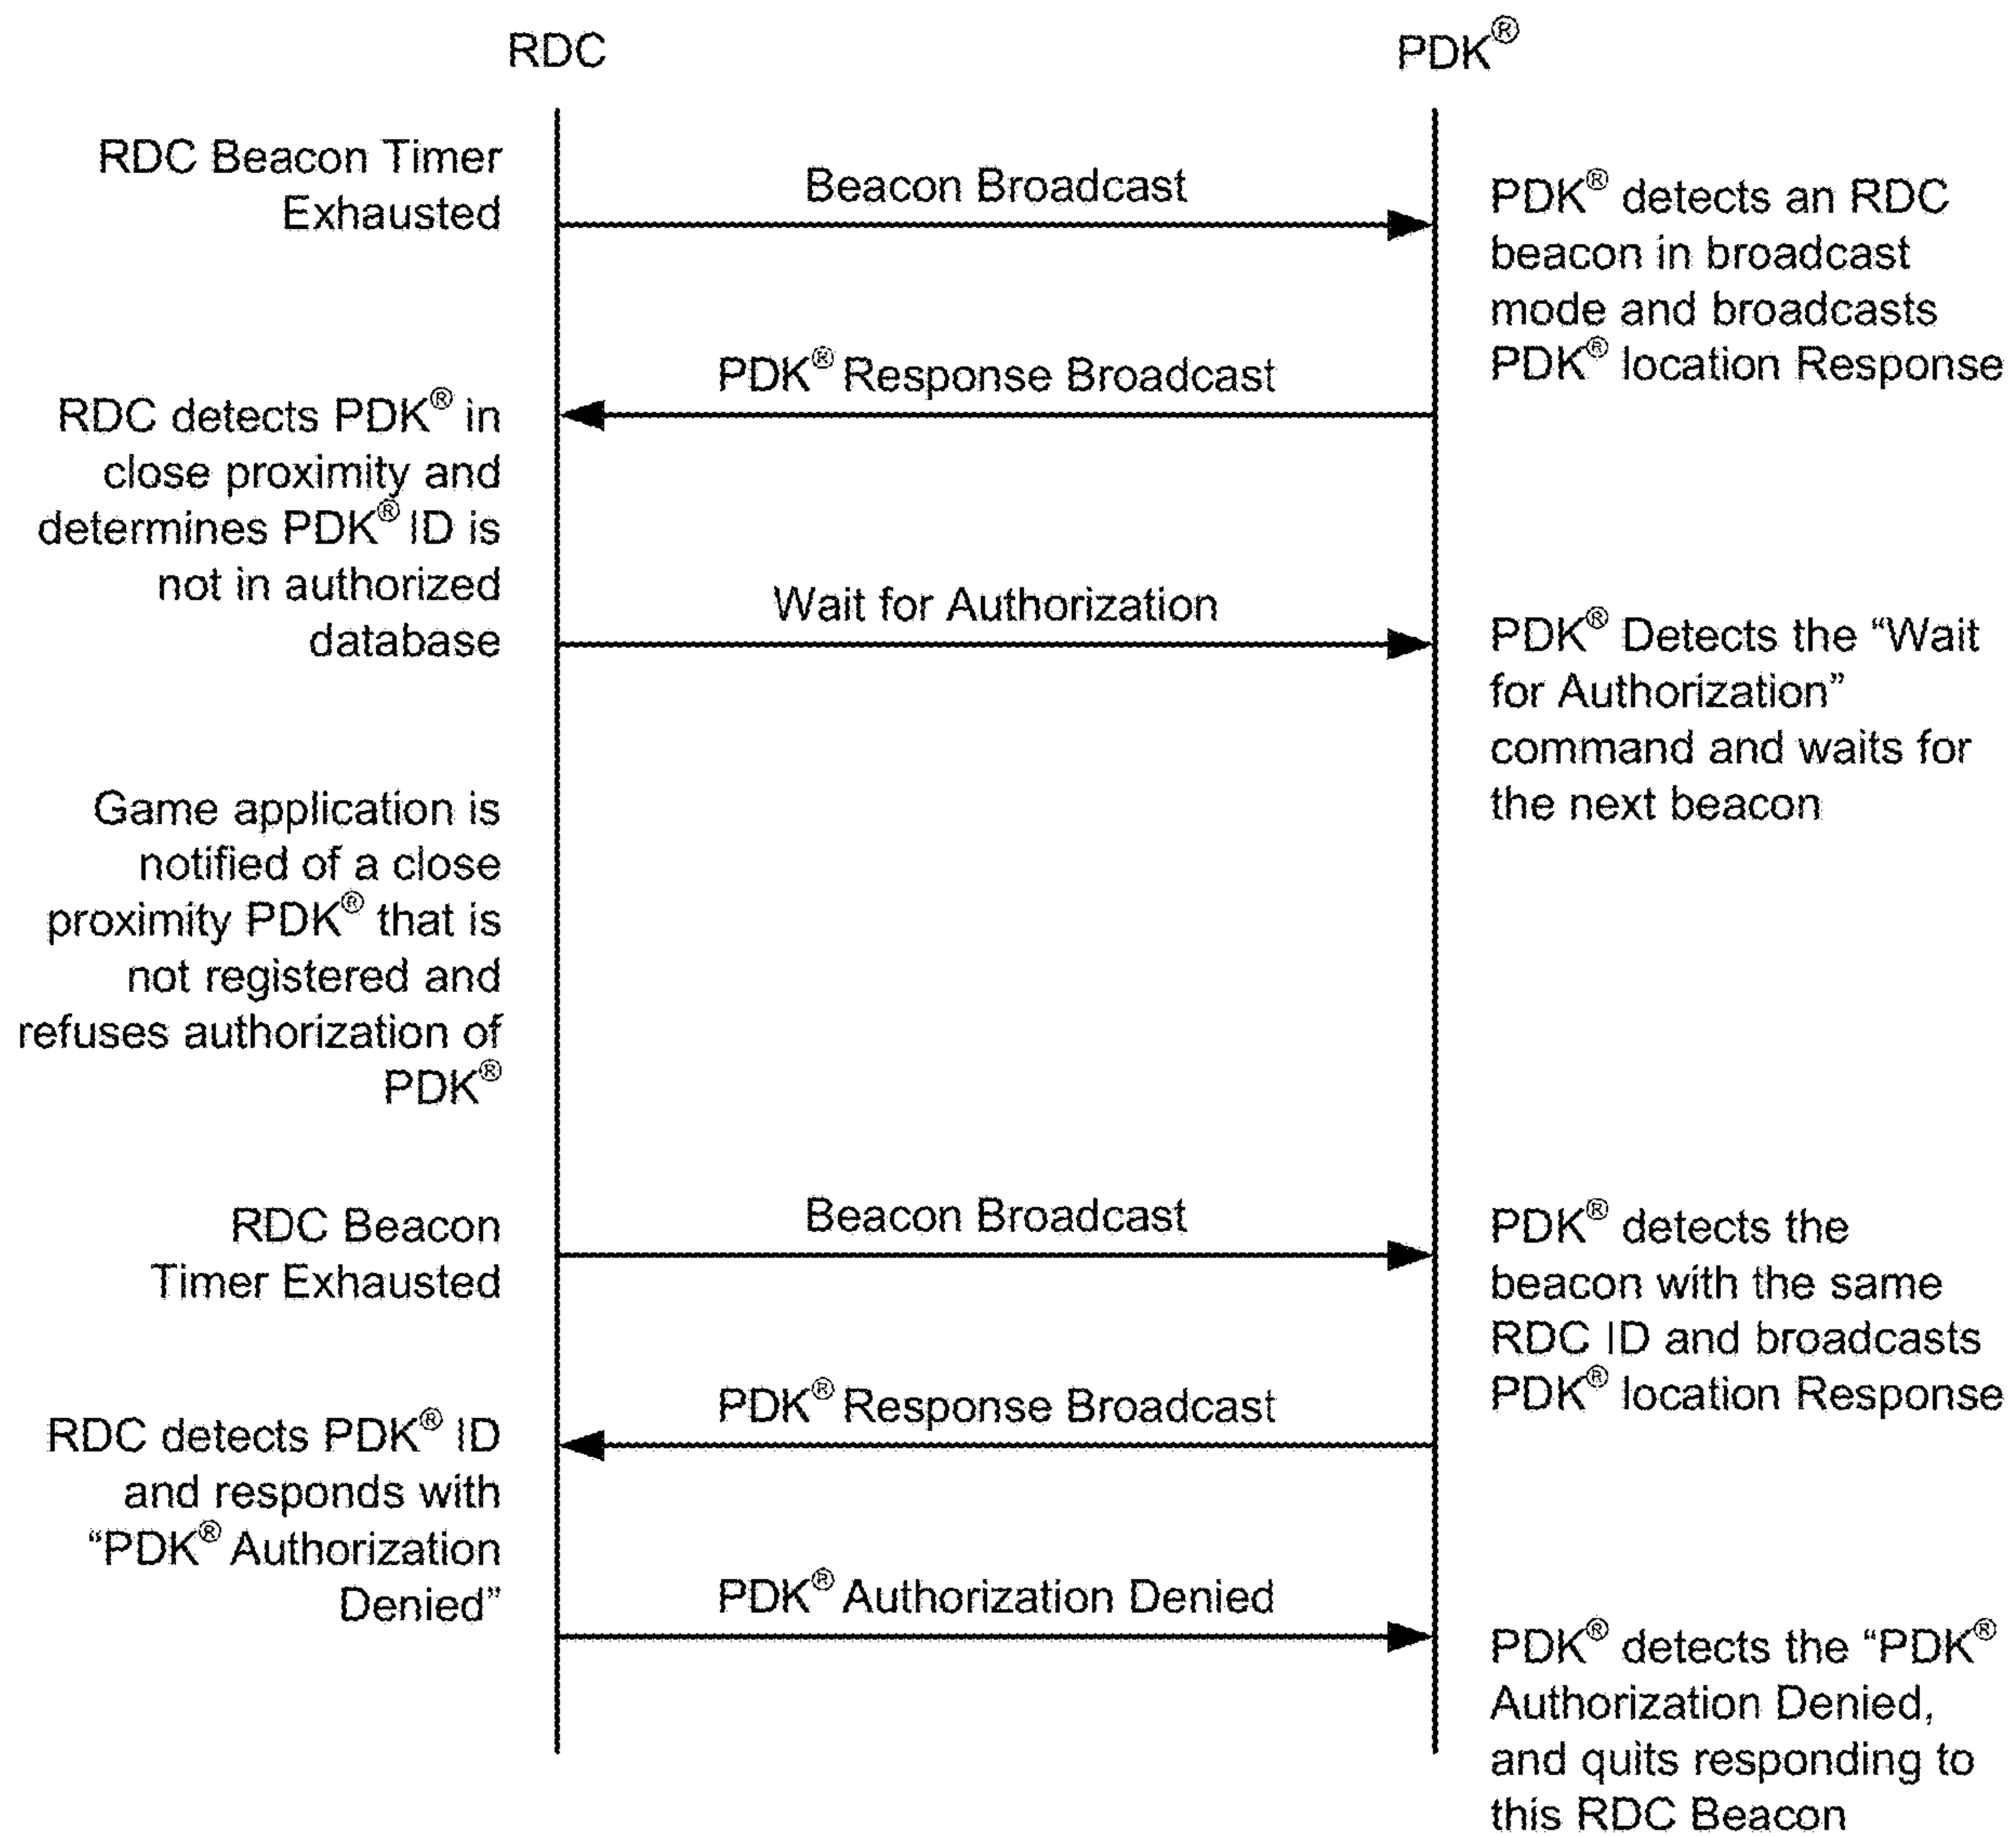 RDC
PDK®
RDC Beacon Timer
Exhausted
Beacon Broadcast
PDK® detects an RDC
beacon in broadcast
mode and broadcasts
PDK® location Response
PDK® Response Broadcast
RDC detects PDK® in
close proximity and
determines PDK® ID is
not in authorized
database
Wait for Authorization
PDK® Detects the “Wait
for Authorization”
command and waits for
the next beacon
Game application is
notified of a close
proximity PDK® that is
not registered and
refuses authorization of
PDK®
RDC Beacon
Timer Exhausted
Beacon Broadcast
PDK® detects the
beacon with the same
RDC ID and broadcasts
PDK® location Response
PDK® Response Broadcast
RDC detects PDK® ID
and responds with
“PDK® Authorization
Denied”
PDK® Authorization Denied
PDK® detects the “PDK®
Authorization Denied,
and quits responding to
this RDC Beacon